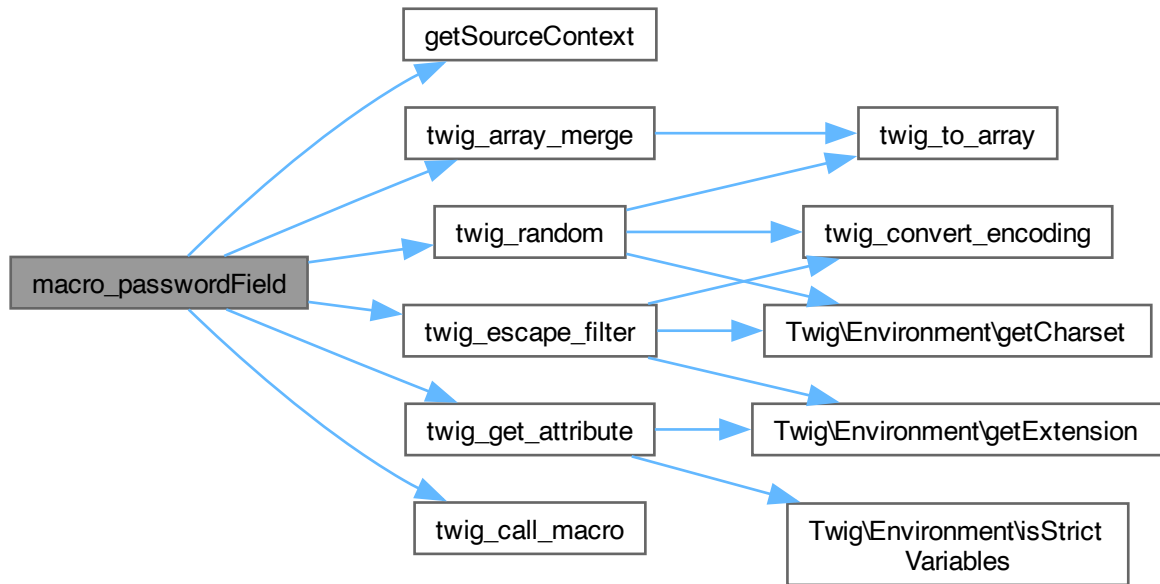 getSourceContext
twig_array_merge
twig_to_array
twig_random
twig_convert_encoding
macro_passwordField
twig_escape_filter
Twig\Environment\getCharset
twig_get_attribute
Twig\Environment\getExtension
twig_call_macro
Twig\Environment\isStrict
Variables